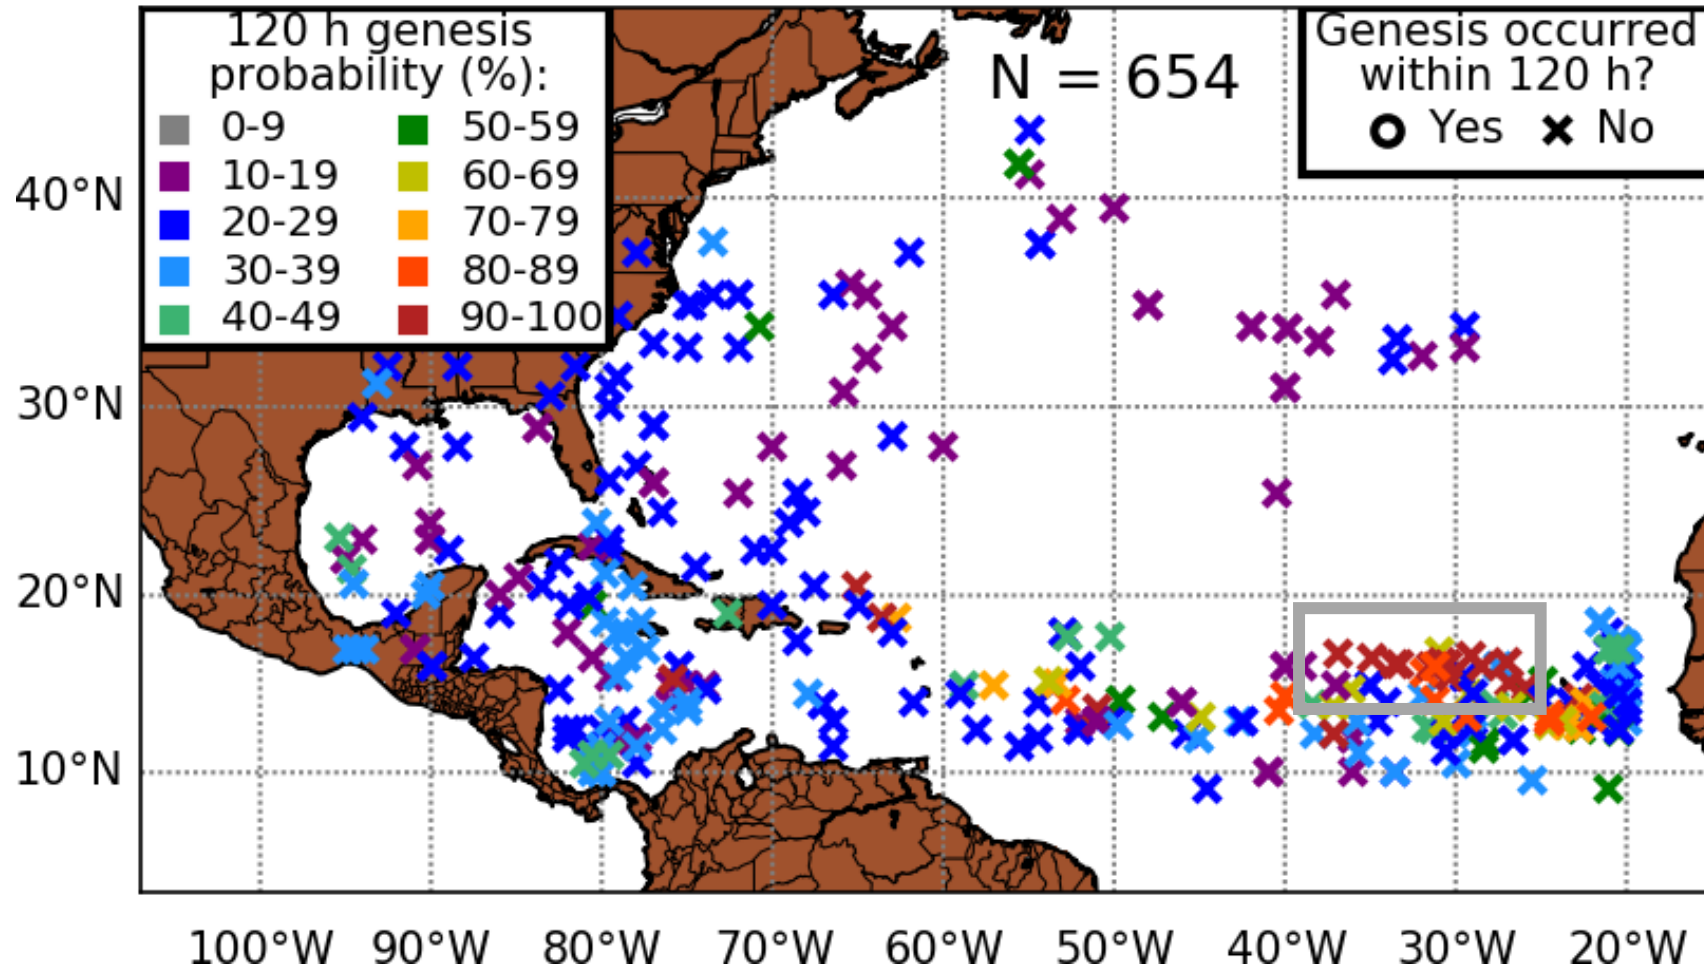 120 h genesis
probability (%):
0-9 50-59
10-19 60-69
20-29 70-79
30-39 80-89
40-49 90-100
N = 654
Genesis occurred
within 120 h?
Yes No
40°N
30°N
20°N
10°N
100°W 90°W 80°W 70°W 60°W 50°W 40°W 30°W 20°W